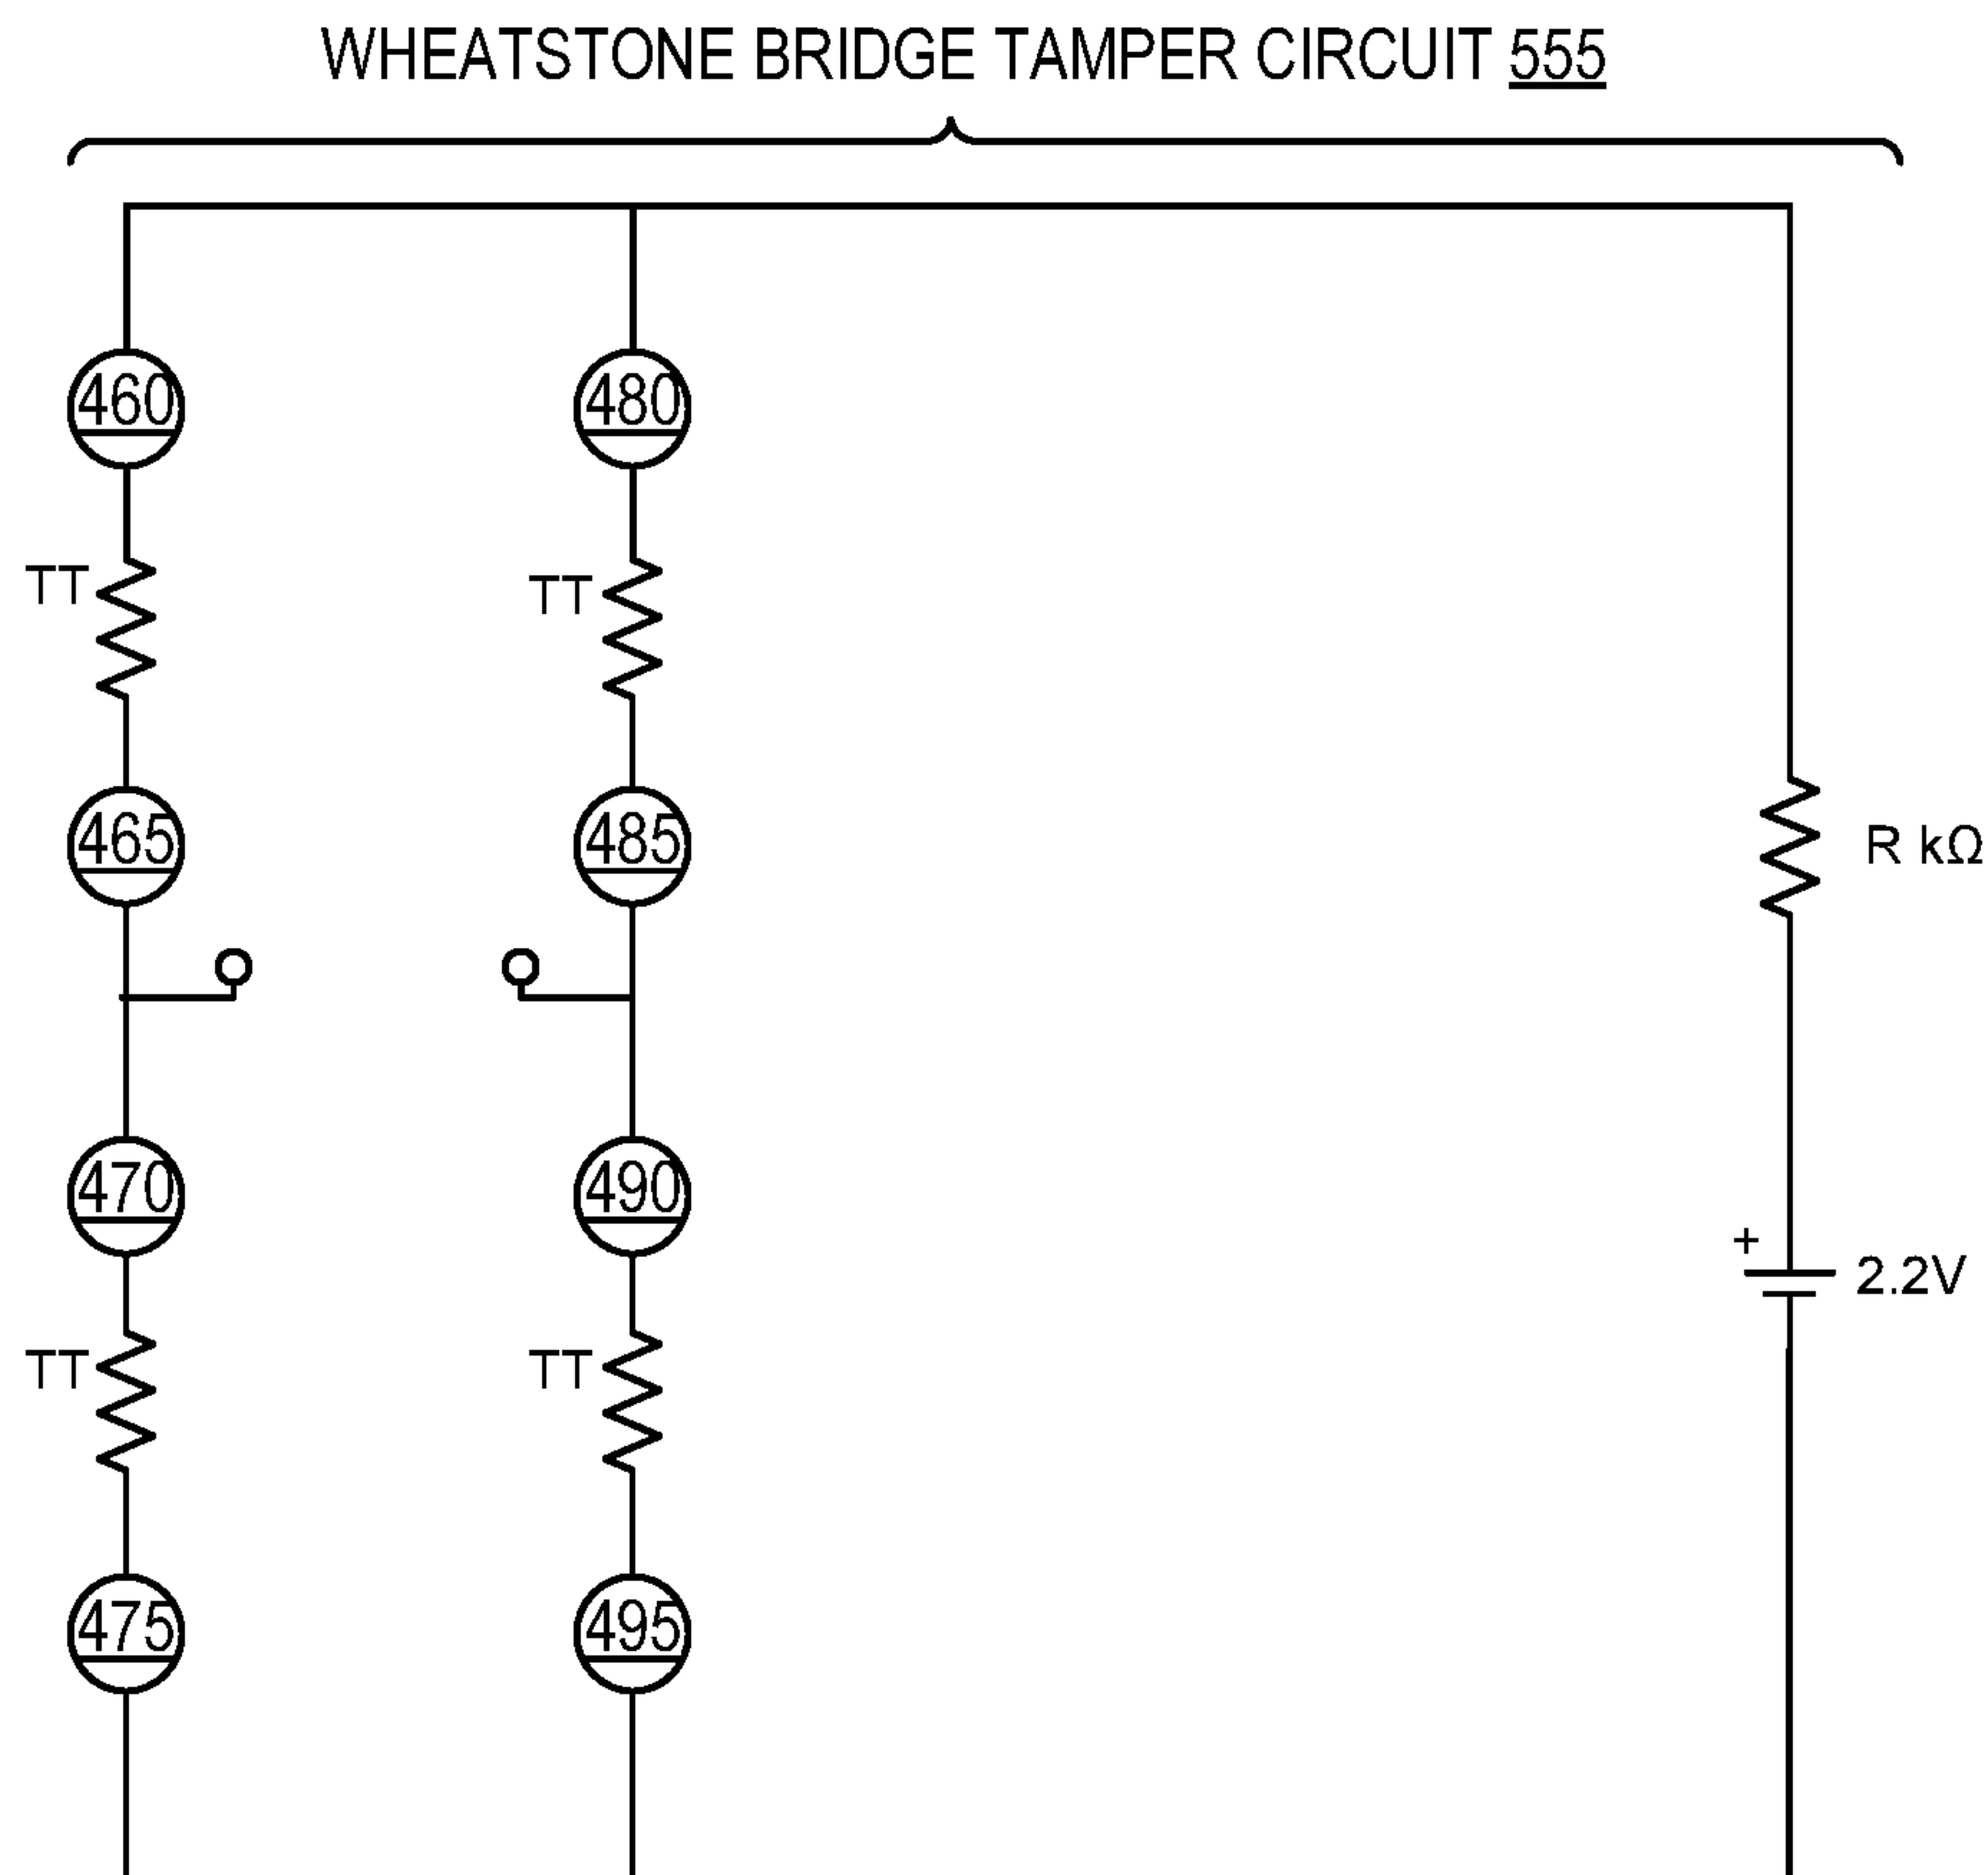 WHEATSTONE BRIDGE TAMPER CIRCUIT 555
460 480
TT TT
465 485
R kΩ
470 490
+
2.2V
TT TT
475 495